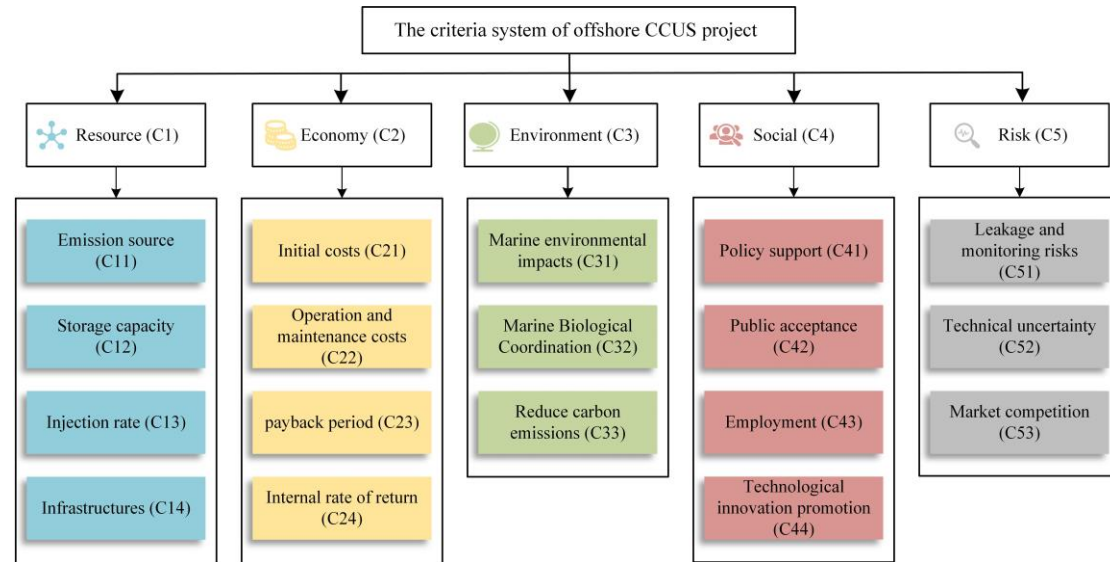 The criteria system of offshore CCUS project
Resource (C1)
Economy (C2)
Environment (C3)
Social (C4)
Risk (C5)
Emission source
(C11)
Storage capacity
(C12)
Injection rate (C13)
Infrastructures (C14)
Initial costs (C21)
Operation and
maintenance costs
(C22)
payback period (C23)
Internal rate of return
(C24)
Marine environmental
impacts (C31)
Marine Biological
Coordination (C32)
Reduce carbon
emissions (C33)
Policy support (C41)
Public acceptance
(C42)
Employment (C43)
Technological
innovation promotion
(C44)
Leakage and
monitoring risks
(C51)
Technical uncertainty
(C52)
Market competition
(C53)